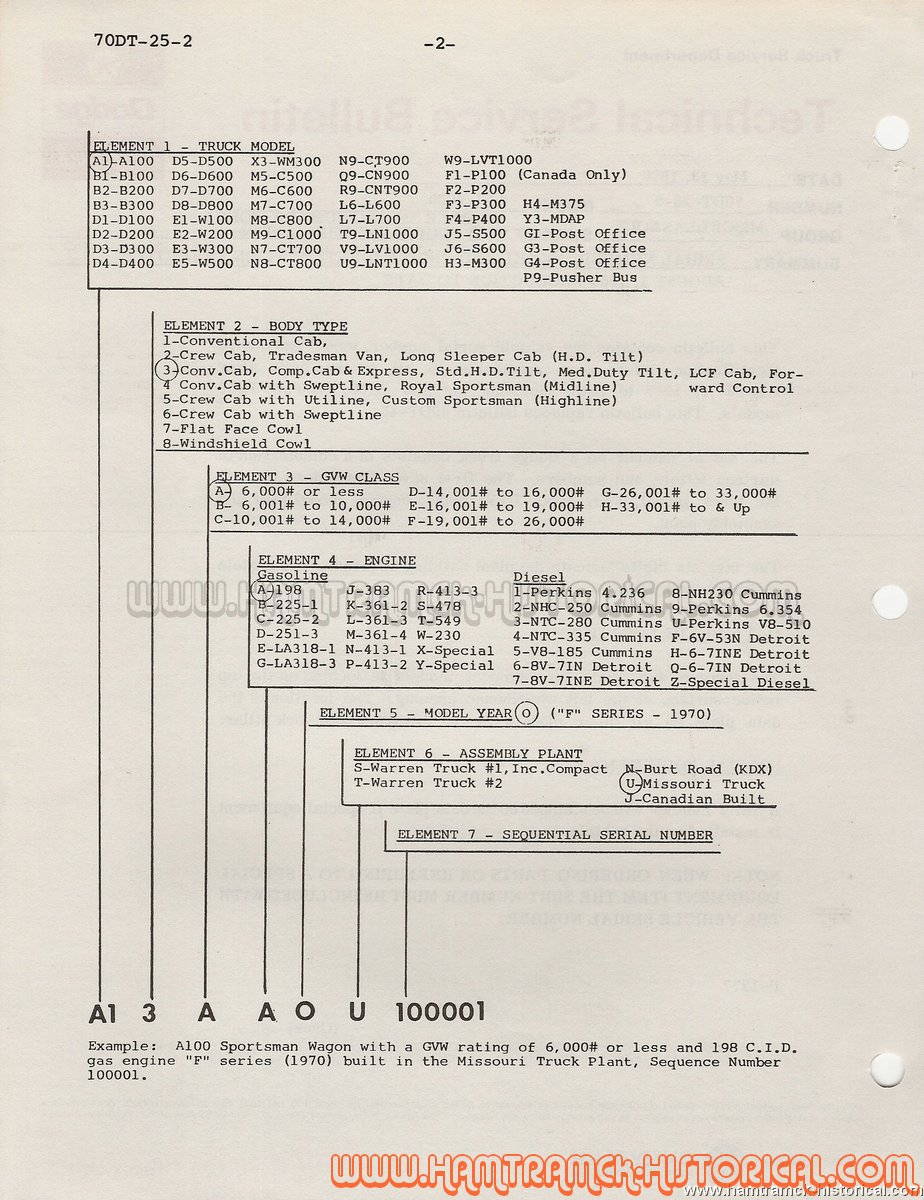 70DT-25-2 -2-
ELEMENT 1 - TRUCK MODEL
A1-A100 D5-D500 X3-WM300 N9-CT900 W9-LVT1000
B1-B100 D6-D600 M5-C500 Q9-CN900 F1-P100 (Canada Only)
B2-B200 D7-D700 M6-C600 R9-CNT900 F2-P200
B3-B300 D8-D800 M7-C700 L6-L600 F3-P300 H4-M375
D1-D100 E1-W100 M8-C800 L7-L700 F4-P400 Y3-MDAP
D2-D200 E2-W200 M9-C1000 T9-LN1000 J5-S500 GI-Post Office
D3-D300 E3-W300 N7-CT700 V9-LV1000 J6-S600 G3-Post Office
D4-D400 E5-W500 N8-CT800 U9-LNT1000 H3-M300 G4-Post Office
P9-Pusher Bus
ELEMENT 2 - BODY TYPE
1-Conventional Cab,
2-Crew Cab, Tradesman Van, Long Sleeper Cab (H.D. Tilt)
3-Conv.Cab, Comp.Cab & Express, Std.H.D.Tilt, Med.Duty Tilt, LCF Cab, For-
4 Conv.Cab with Sweptline, Royal Sportsman (Midline) ward Control
5-Crew Cab with Utiline, Custom Sportsman (Highline)
6-Crew Cab with Sweptline
7-Flat Face Cowl
8-Windshield Cowl
ELEMENT 3 - GVW CLASS
A- 6,000# or less D-14,001# to 16,000# G-26,001# to 33,000#
B- 6,001# to 10,000# E-16,001# to 19,000# H-33,001# to & Up
C-10,001# to 14,000# F-19,001# to 26,000#
ELEMENT 4 - ENGINE
Gasoline Diesel
A-198 J-383 R-413-3 1-Perkins 4.236 8-NH230 Cummins
B-225-1 K-361-2 S-478 2-NHC-250 Cummins 9-Perkins 6.354
C-225-2 L-361-3 T-549 3-NTC-280 Cummins U-Perkins V8-510
D-251-3 M-361-4 W-230 4-NTC-335 Cummins F-6V-53N Detroit
E-LA318-1 N-413-1 X-Special 5-V8-185 Cummins H-6-7INE Detroit
G-LA318-3 P-413-2 Y-Special 6-8V-7IN Detroit Q-6-7IN Detroit
7-8V-7INE Detroit Z-Special Diesel
ELEMENT 5 - MODEL YEAR O ("F" SERIES - 1970)
ELEMENT 6 - ASSEMBLY PLANT
S-Warren Truck #1,Inc.Compact N-Burt Road (KDX)
T-Warren Truck #2 U-Missouri Truck
J-Canadian Built
ELEMENT 7 - SEQUENTIAL SERIAL NUMBER
A1 3 A A O U 100001
Example: A100 Sportsman Wagon with a GVW rating of 6,000# or less and 198 C.I.D.
gas engine "F" series (1970) built in the Missouri Truck Plant, Sequence Number
100001.
www.HAMTRAMCK-HISTORICAL.COM
www.HAMTRAMCK-HISTORICAL.COM
www.hamtramck-historical.com